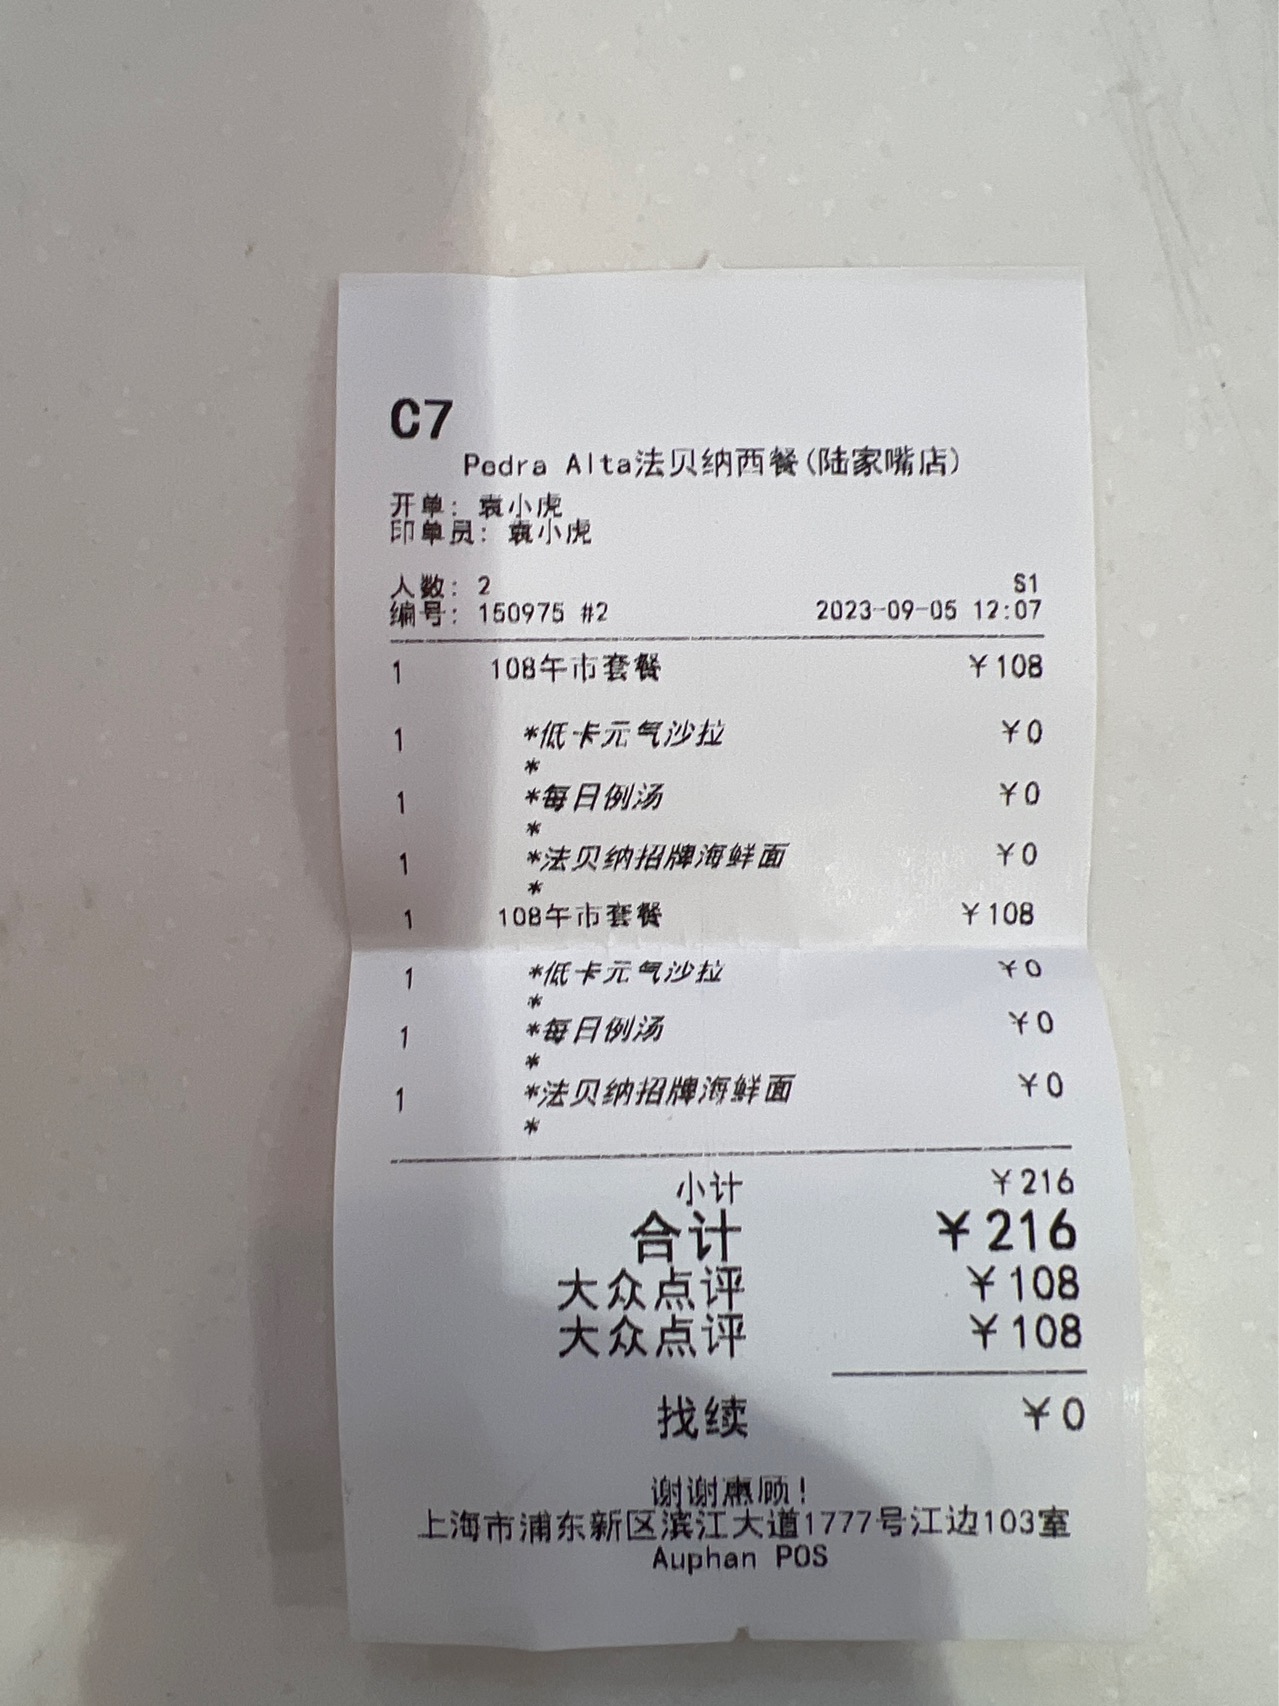 C7
Pedra Alta法贝纳西餐(陆家嘴店)
开单: 袁小虎
印单员: 袁小虎
人数: 2 S1
编号: 150975 #2 2023-09-05 12:07
1 108午市套餐 ¥108
1 *低卡元气沙拉 ¥0
*
1 *每日例汤 ¥0
*
1 *法贝纳招牌海鲜面 ¥0
*
1 108午市套餐 ¥108
1 *低卡元气沙拉 ¥0
*
1 *每日例汤 ¥0
*
1 *法贝纳招牌海鲜面 ¥0
*
小计 ¥216
合计 ¥216
大众点评 ¥108
大众点评 ¥108
找续 ¥0
谢谢惠顾!
上海市浦东新区滨江大道1777号江边103室
Auphan POS